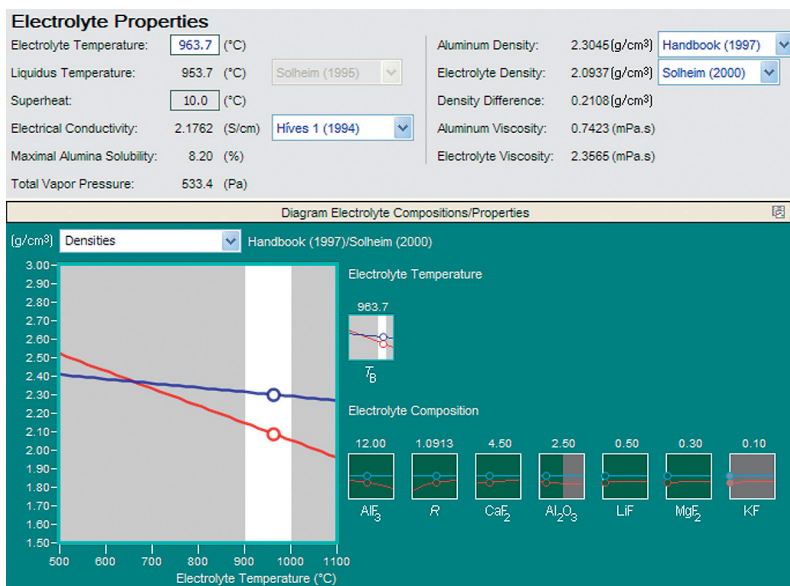 Electrolyte Properties
Electrolyte Temperature: 963.7 (°C)
Liquidus Temperature: 953.7 (°C) Solheim (1995)
Superheat: 10.0 (°C)
Electrical Conductivity: 2.1762 (S/cm) Híves 1 (1994)
Maximal Alumina Solubility: 8.20 (%)
Total Vapor Pressure: 533.4 (Pa)
Aluminum Density: 2.3045 (g/cm³) Handbook (1997)
Electrolyte Density: 2.0937 (g/cm³) Solheim (2000)
Density Difference: 0.2108 (g/cm³)
Aluminum Viscosity: 0.7423 (mPa.s)
Electrolyte Viscosity: 2.3565 (mPa.s)
Diagram Electrolyte Compositions/Properties
(g/cm³) Densities Handbook (1997)/Solheim (2000)
3.00
2.90
2.80
2.70
2.60
2.50
2.40
2.30
2.20
2.10
2.00
1.90
1.80
1.70
1.60
1.50
500 600 700 800 900 1000 1100
Electrolyte Temperature (°C)
Electrolyte Temperature
963.7
T_B
Electrolyte Composition
12.00 1.0913 4.50 2.50 0.50 0.30 0.10
AlF₃ R CaF₂ Al₂O₃ LiF MgF₂ KF